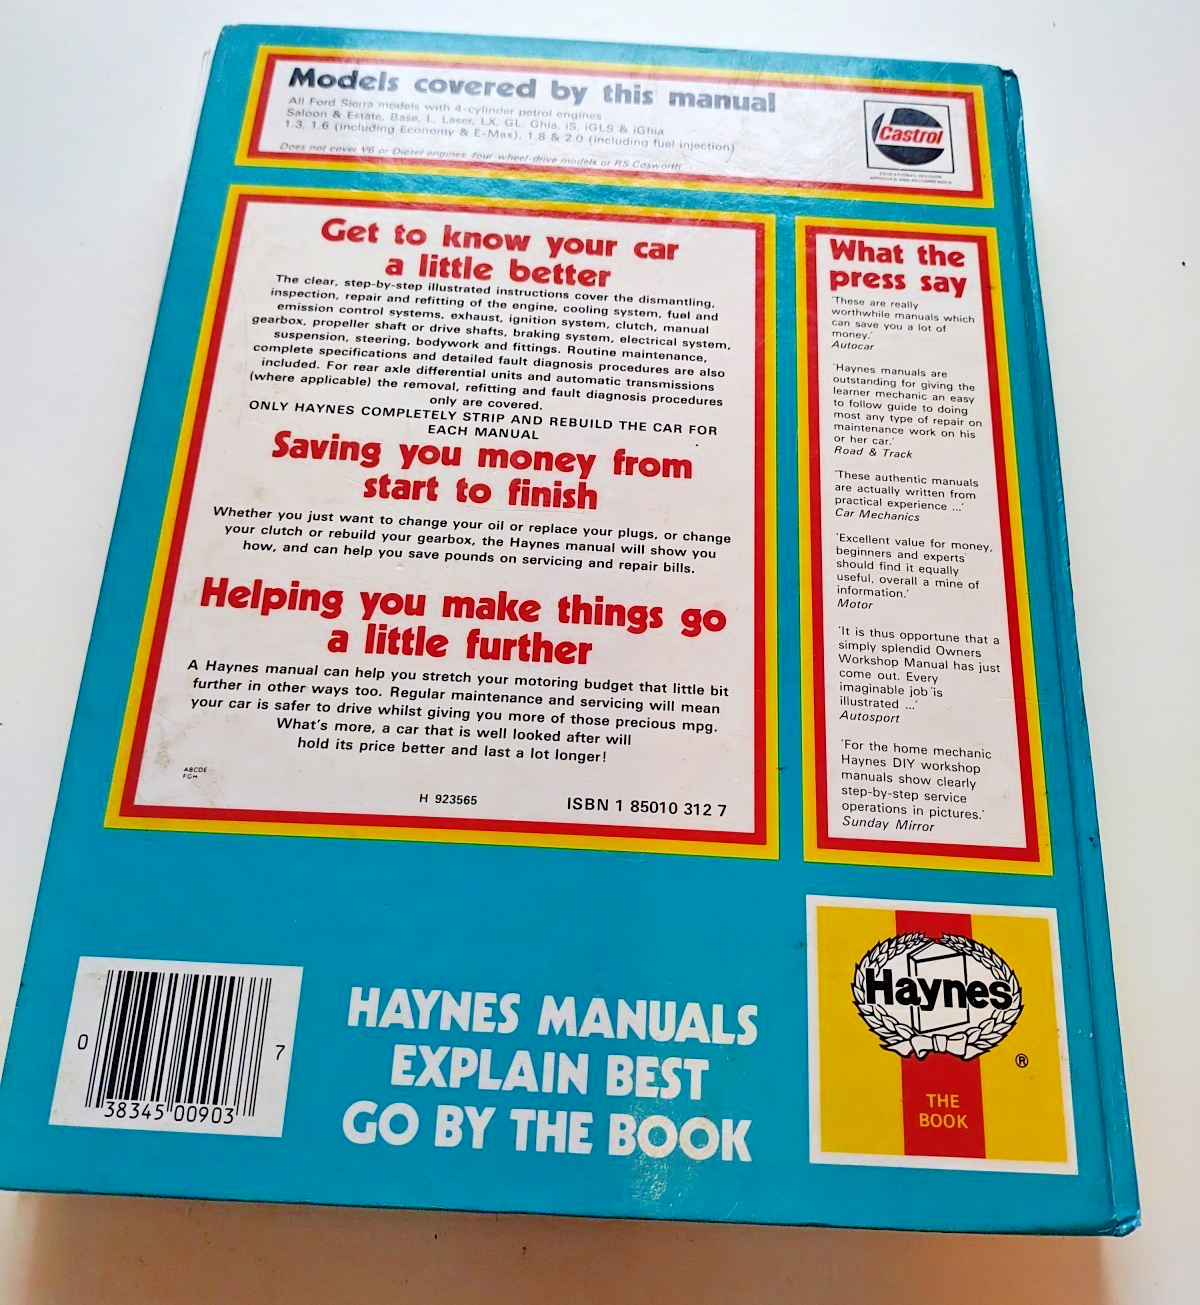 Models covered by this manual
All Ford Sierra models with 4-cylinder petrol engines
Saloon & Estate, Base, L, Laser, LX, GL, Ghia, iS, iGLS & iGhia
1.3, 1.6 (including Economy & E-Max), 1.8 & 2.0 (including fuel injection)
Does not cover V6 or Diesel engines, four-wheel-drive models or RS Cosworth
Castrol
EDUCATIONAL DIVISION
APPROVED AND RECOMMENDED
Get to know your car
a little better
The clear, step-by-step illustrated instructions cover the dismantling,
inspection, repair and refitting of the engine, cooling system, fuel and
emission control systems, exhaust, ignition system, clutch, manual
gearbox, propeller shaft or drive shafts, braking system, electrical system,
suspension, steering, bodywork and fittings. Routine maintenance,
complete specifications and detailed fault diagnosis procedures are also
included. For rear axle differential units and automatic transmissions
(where applicable) the removal, refitting and fault diagnosis procedures
only are covered.
ONLY HAYNES COMPLETELY STRIP AND REBUILD THE CAR FOR
EACH MANUAL
Saving you money from
start to finish
Whether you just want to change your oil or replace your plugs, or change
your clutch or rebuild your gearbox, the Haynes manual will show you
how, and can help you save pounds on servicing and repair bills.
Helping you make things go
a little further
A Haynes manual can help you stretch your motoring budget that little bit
further in other ways too. Regular maintenance and servicing will mean
your car is safer to drive whilst giving you more of those precious mpg.
What's more, a car that is well looked after will
hold its price better and last a lot longer!
ABCDE
FGH
H 923565
ISBN 1 85010 312 7
What the
press say
'These are really
worthwhile manuals which
can save you a lot of
money.'
Autocar
'Haynes manuals are
outstanding for giving the
learner mechanic an easy
to follow guide to doing
most any type of repair on
maintenance work on his
or her car.'
Road & Track
'These authentic manuals
are actually written from
practical experience ...'
Car Mechanics
'Excellent value for money,
beginners and experts
should find it equally
useful, overall a mine of
information.'
Motor
'It is thus opportune that a
simply splendid Owners
Workshop Manual has just
come out. Every
imaginable job is
illustrated ...'
Autosport
'For the home mechanic
Haynes DIY workshop
manuals show clearly
step-by-step service
operations in pictures.'
Sunday Mirror
0 38345 00903 7
HAYNES MANUALS
EXPLAIN BEST
GO BY THE BOOK
Haynes
®
THE
BOOK